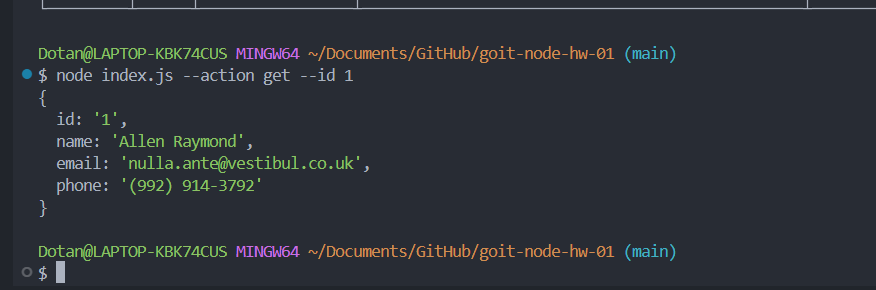 Dotan@LAPTOP-KBK74CUS MINGW64 ~/Documents/GitHub/goit-node-hw-01 (main)
$ node index.js --action get --id 1
{
  id: '1',
  name: 'Allen Raymond',
  email: 'nulla.ante@vestibul.co.uk',
  phone: '(992) 914-3792'
}
Dotan@LAPTOP-KBK74CUS MINGW64 ~/Documents/GitHub/goit-node-hw-01 (main)
$